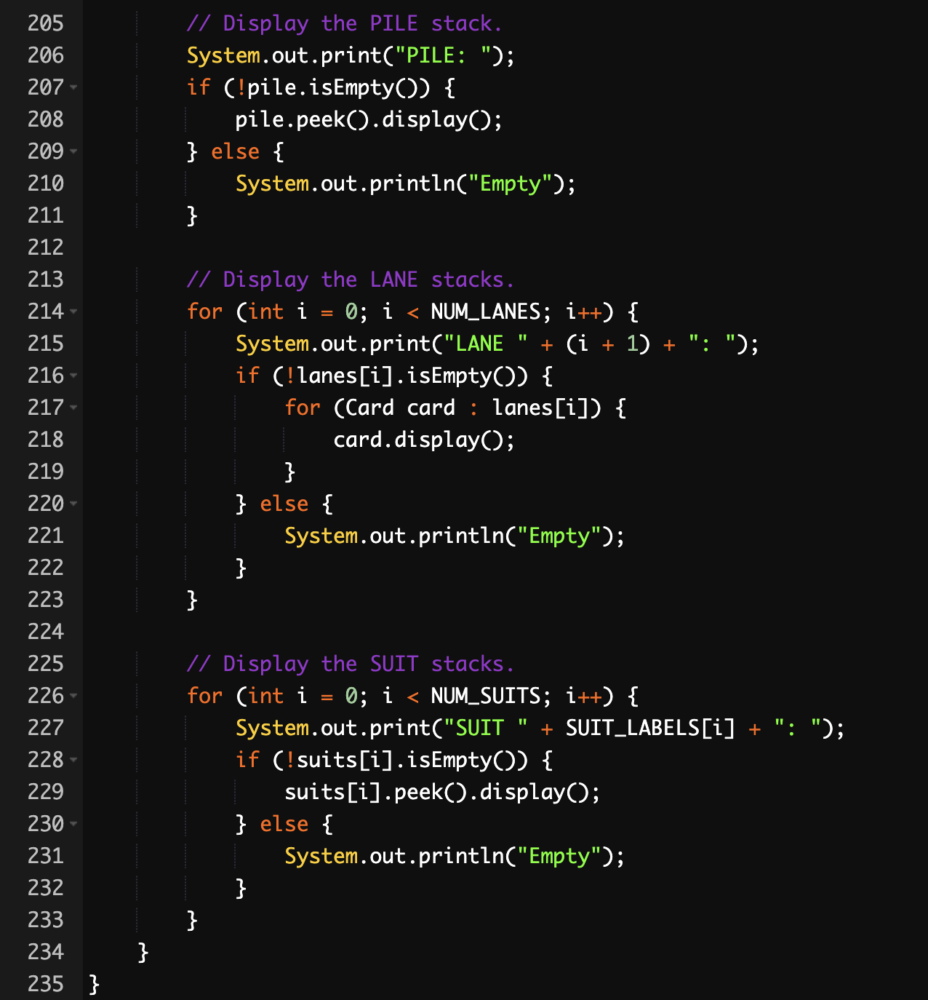 205 // Display the PILE stack.
206 System.out.print("PILE: ");
207 if (!pile.isEmpty()) {
208 pile.peek().display();
209 } else {
210 System.out.println("Empty");
211 }
212
213 // Display the LANE stacks.
214 for (int i = 0; i < NUM_LANES; i++) {
215 System.out.print("LANE " + (i + 1) + ": ");
216 if (!lanes[i].isEmpty()) {
217 for (Card card : lanes[i]) {
218 card.display();
219 }
220 } else {
221 System.out.println("Empty");
222 }
223 }
224
225 // Display the SUIT stacks.
226 for (int i = 0; i < NUM_SUITS; i++) {
227 System.out.print("SUIT " + SUIT_LABELS[i] + ": ");
228 if (!suits[i].isEmpty()) {
229 suits[i].peek().display();
230 } else {
231 System.out.println("Empty");
232 }
233 }
234 }
235 }